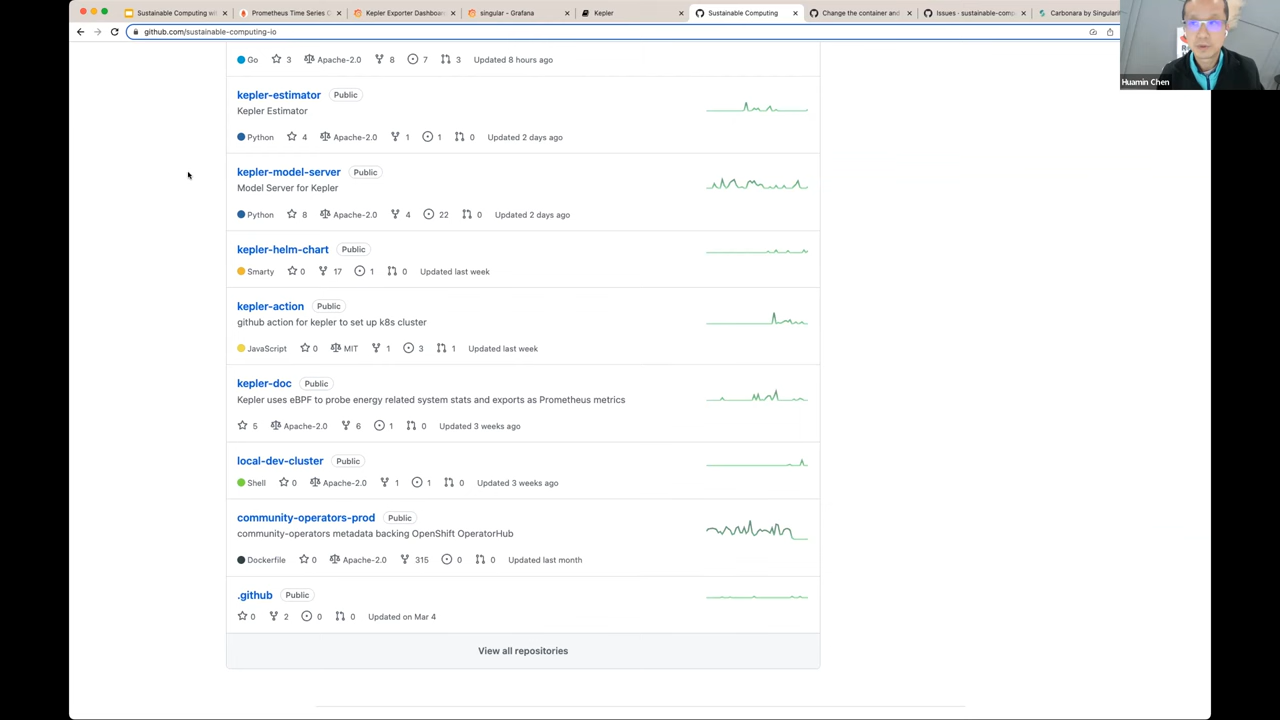 Sustainable Computing wi
Prometheus Time Series C
Kepler Exporter Dashboar
singular - Grafana
Kepler
Sustainable Computing
Change the container and
Issues · sustainable-comp
Carbonara by Singularit
github.com/sustainable-computing-io
Huamin Chen
Go 3 Apache-2.0 8 7 3 Updated 8 hours ago
kepler-estimator Public
Kepler Estimator
Python 4 Apache-2.0 1 1 0 Updated 2 days ago
kepler-model-server Public
Model Server for Kepler
Python 8 Apache-2.0 4 22 0 Updated 2 days ago
kepler-helm-chart Public
Smarty 0 17 1 0 Updated last week
kepler-action Public
github action for kepler to set up k8s cluster
JavaScript 0 MIT 1 3 1 Updated last week
kepler-doc Public
Kepler uses eBPF to probe energy related system stats and exports as Prometheus metrics
5 Apache-2.0 6 1 0 Updated 3 weeks ago
local-dev-cluster Public
Shell 0 Apache-2.0 1 1 0 Updated 3 weeks ago
community-operators-prod Public
community-operators metadata backing OpenShift OperatorHub
Dockerfile 0 Apache-2.0 315 0 0 Updated last month
.github Public
0 2 0 0 Updated on Mar 4
View all repositories